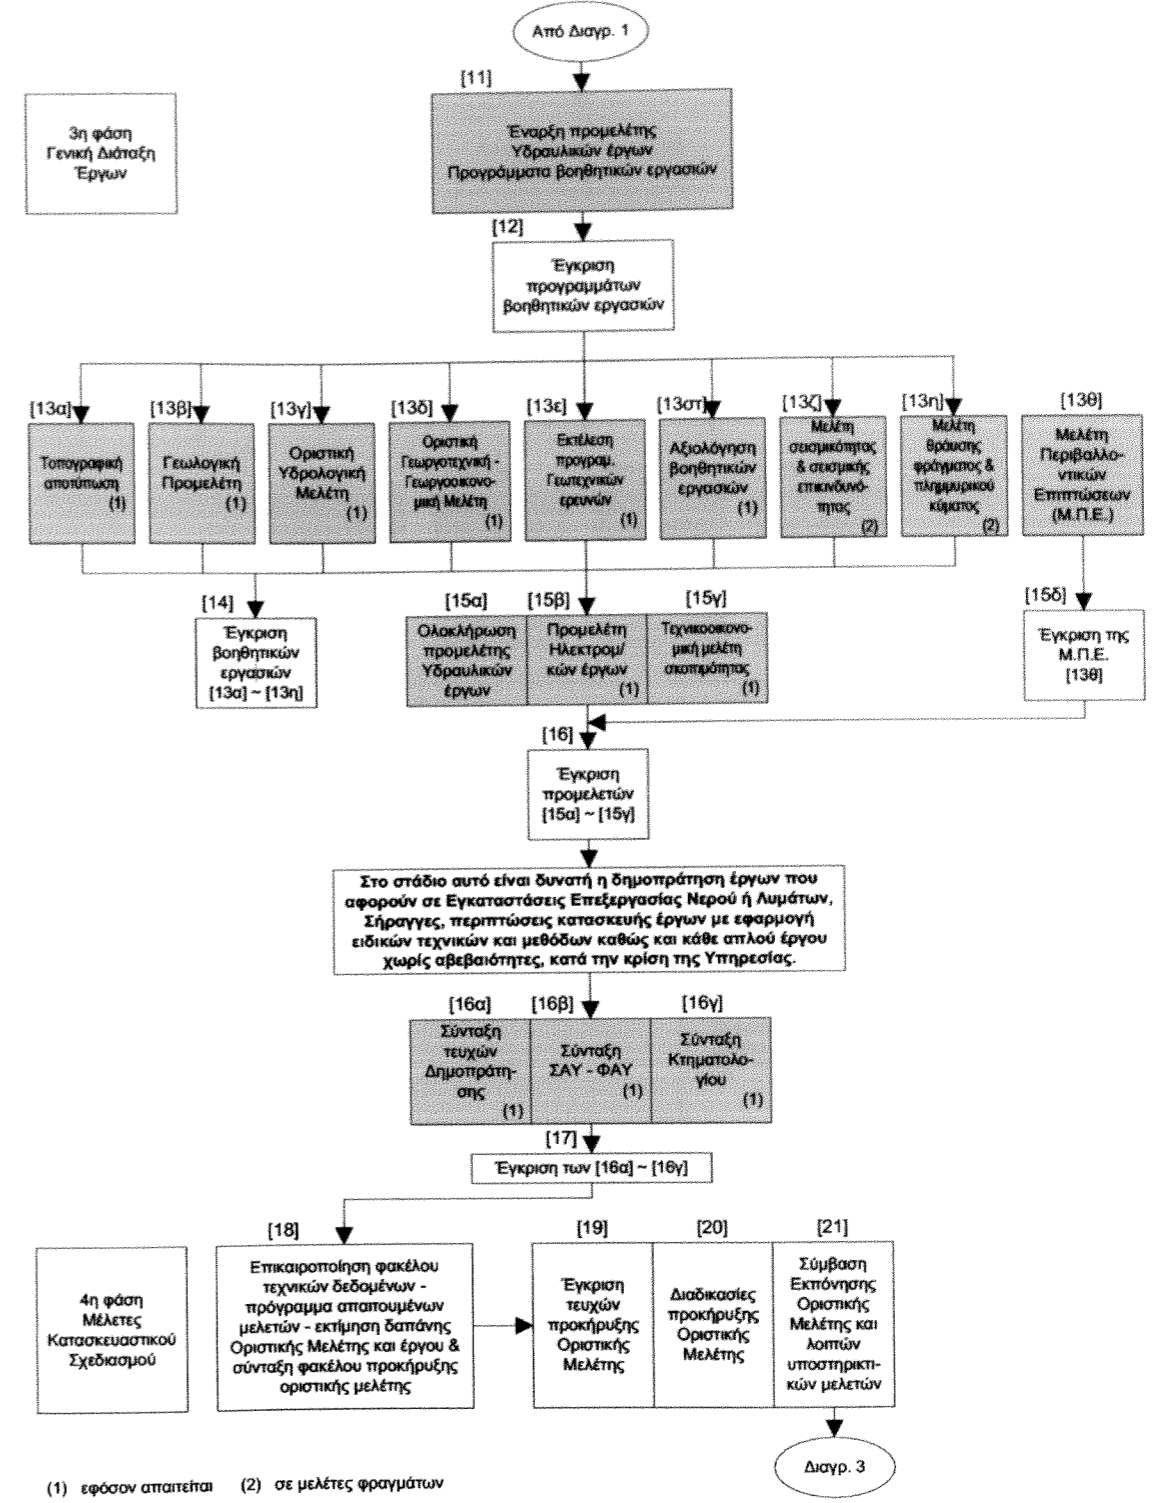 Από Διαγρ. 1
[11]
3η φάση
Γενική Διάταξη
Έργων
Έναρξη προμελέτης
Υδραυλικών έργων
Προγράμματα βοηθητικών εργασιών
[12]
Έγκριση
προγραμμάτων
βοηθητικών εργασιών
[13α]
Τοπογραφική
αποτύπωση
(1)
[13β]
Γεωλογική
Προμελέτη
(1)
[13γ]
Οριστική
Υδρολογική
Μελέτη
(1)
[13δ]
Οριστική
Γεωργοτεχνική -
Γεωργοοικονο-
μική Μελέτη
(1)
[13ε]
Εκτέλεση
προγραμ.
Γεωτεχνικών
ερευνών
(1)
[13στ]
Αξιολόγηση
βοηθητικών
εργασιών
(1)
[13ζ]
Μελέτη
σεισμικότητας
& σεισμικής
επικινδυνό-
τητας
(2)
[13η]
Μελέτη
θραύσης
φράγματος &
πλημμυρικού
κύματος
(2)
[13θ]
Μελέτη
Περιβαλλο-
ντικών
Επιπτώσεων
(Μ.Π.Ε.)
[14]
Έγκριση
βοηθητικών
εργασιών
[13α] ~ [13η]
[15α]
Ολοκλήρωση
προμελέτης
Υδραυλικών
έργων
[15β]
Προμελέτη
Ηλεκτρομ/
κών έργων
(1)
[15γ]
Τεχνικοοικονο-
μική μελέτη
σκοπιμότητας
(1)
[15δ]
Έγκριση της
Μ.Π.Ε.
[13θ]
[16]
Έγκριση
προμελετών
[15α] ~ [15γ]
Στο στάδιο αυτό είναι δυνατή η δημοπράτηση έργων που
αφορούν σε Εγκαταστάσεις Επεξεργασίας Νερού ή Λυμάτων,
Σήραγγες, περιπτώσεις κατασκευής έργων με εφαρμογή
ειδικών τεχνικών και μεθόδων καθώς και κάθε απλού έργου
χωρίς αβεβαιότητες, κατά την κρίση της Υπηρεσίας.
[16α]
Σύνταξη
τευχών
Δημοπράτη-
σης
(1)
[16β]
Σύνταξη
ΣΑΥ - ΦΑΥ
(1)
[16γ]
Σύνταξη
Κτηματολο-
γίου
(1)
[17]
Έγκριση των [16α] ~ [16γ]
4η φάση
Μέλετες
Κατασκευαστικού
Σχεδιασμού
[18]
Επικαιροποίηση φακέλου
τεχνικών δεδομένων -
πρόγραμμα απαιτουμένων
μελετών - εκτίμηση δαπάνης
Οριστικής Μελέτης και έργου &
σύνταξη φακέλου προκήρυξης
οριστικής μελέτης
[19]
Έγκριση
τευχών
προκήρυξης
Οριστικής
Μελέτης
[20]
Διαδικασίες
προκήρυξης
Οριστικής
Μελέτης
[21]
Σύμβαση
Εκπόνησης
Οριστικής
Μελέτης και
λοιπών
υποστηρικτι-
κών μελετών
Διαγρ. 3
(1) εφόσον απαιτείται (2) σε μελέτες φραγμάτων